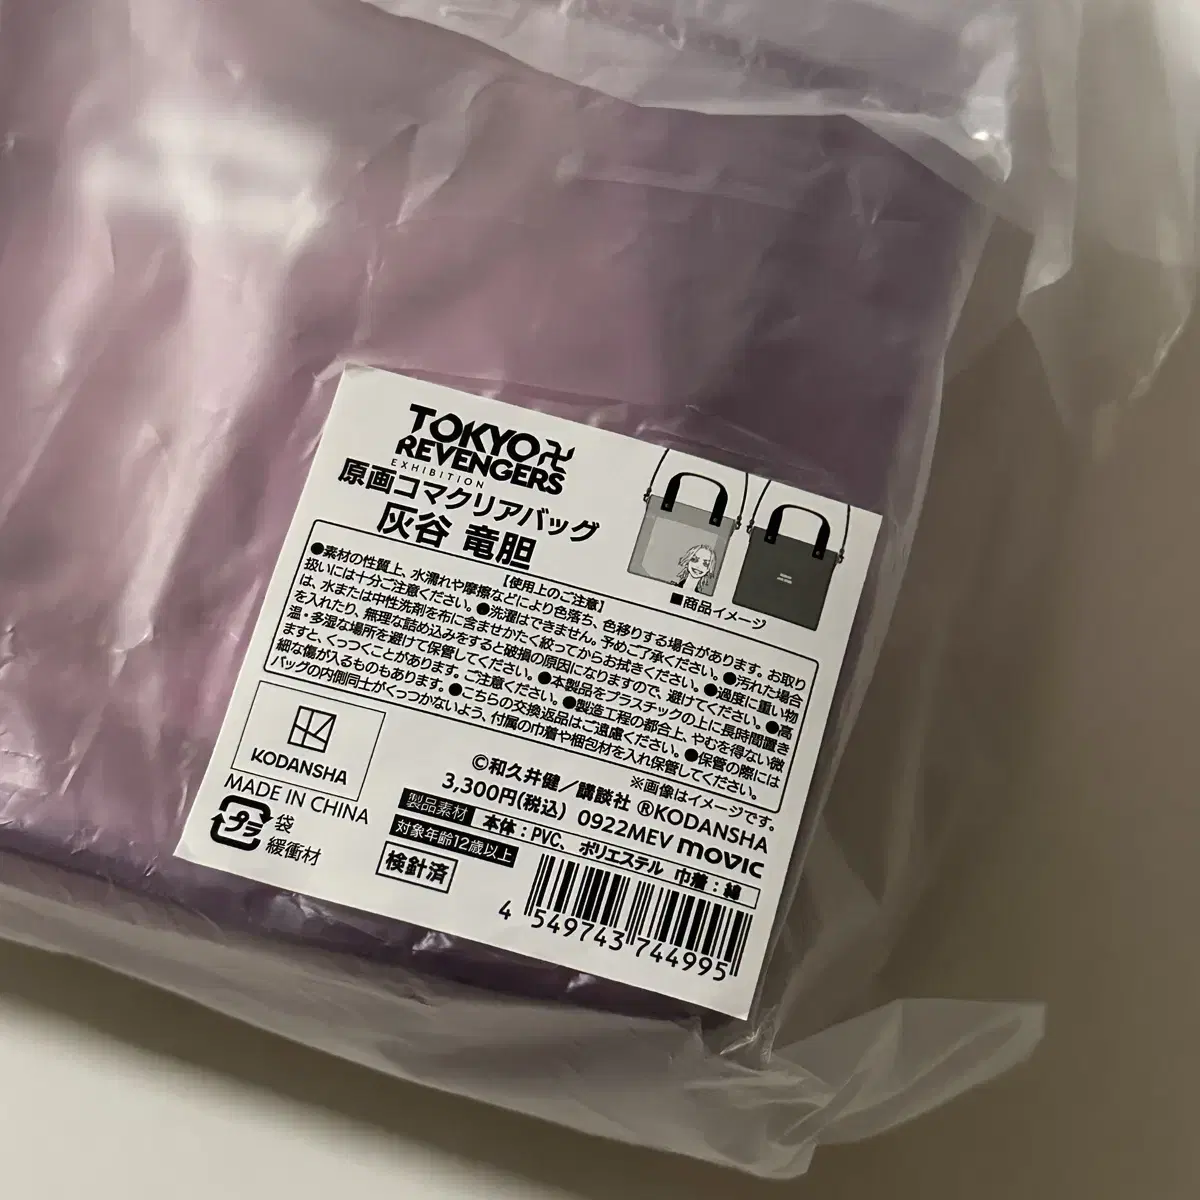 TOKYO卍
REVENGERS
EXHIBITION
原画コマクリアバッグ
灰谷 竜胆
■商品イメージ
【使用上のご注意】
●素材の性質上、水濡れや摩擦などにより色落ち、色移りする場合があります。お取り
扱いには十分ご注意ください。●洗濯はできません。予めご了承ください。●汚れた場合
は、水または中性洗剤を布に含ませかたく絞ってからお拭きください。●過度に重い物
を入れたり、無理な詰め込みをすると破損の原因になりますので、避けてください。●高
温・多湿な場所を避けて保管してください。●本製品をプラスチックの上に長時間置き
ますと、くっつくことがあります。ご注意ください。●製造工程の都合上、やむを得ない微
細な傷が入るものもあります。●こちらの交換返品はご遠慮ください。●保管の際には
バッグの内側同士がくっつかないよう、付属の巾着や梱包材を入れ保管してください。
※画像はイメージです。
KODANSHA
MADE IN CHINA
プラ
袋
緩衝材
©和久井健／講談社 ®KODANSHA
3,300円(税込) 0922MEV movic
製品素材 本体：PVC、ポリエステル 巾着：綿
対象年齢12歳以上
検針済
4 549743 744995